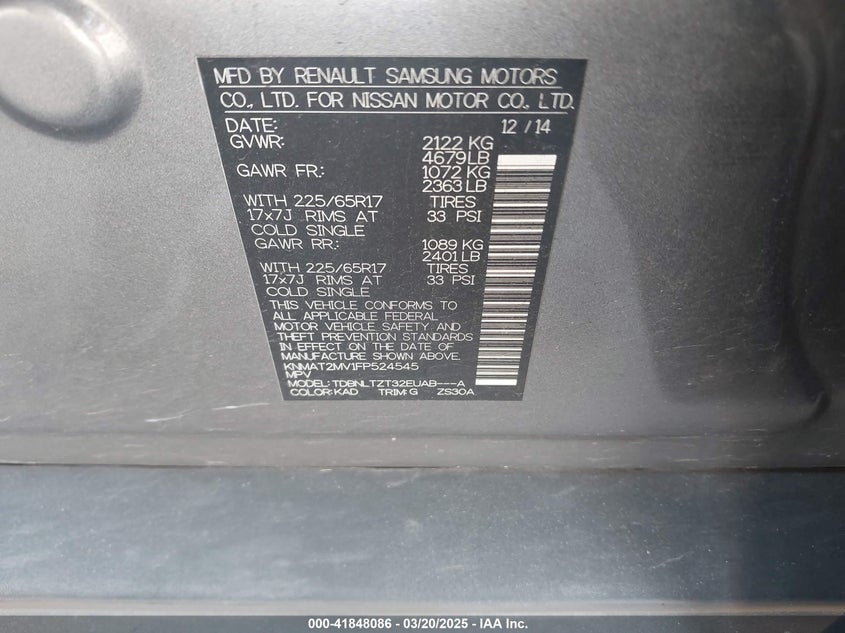 MFD BY RENAULT SAMSUNG MOTORS
CO., LTD. FOR NISSAN MOTOR CO., LTD.
DATE: 12 / 14
GVWR: 2122 KG
4679 LB
GAWR FR: 1072 KG
2363 LB
WITH 225/65R17 TIRES
17x7J RIMS AT 33 PSI
COLD SINGLE
GAWR RR: 1089 KG
2401 LB
WITH 225/65R17 TIRES
17x7J RIMS AT 33 PSI
COLD SINGLE
THIS VEHICLE CONFORMS TO
ALL APPLICABLE FEDERAL
MOTOR VEHICLE SAFETY AND
THEFT PREVENTION STANDARDS
IN EFFECT ON THE DATE OF
MANUFACTURE SHOWN ABOVE.
KNMAT2MV1FP524545
MPV
MODEL: TDBNLTZT32EUAB---A
COLOR: KAD TRIM: G ZS30A
000-41848086 - 03/20/2025 - IAA Inc.